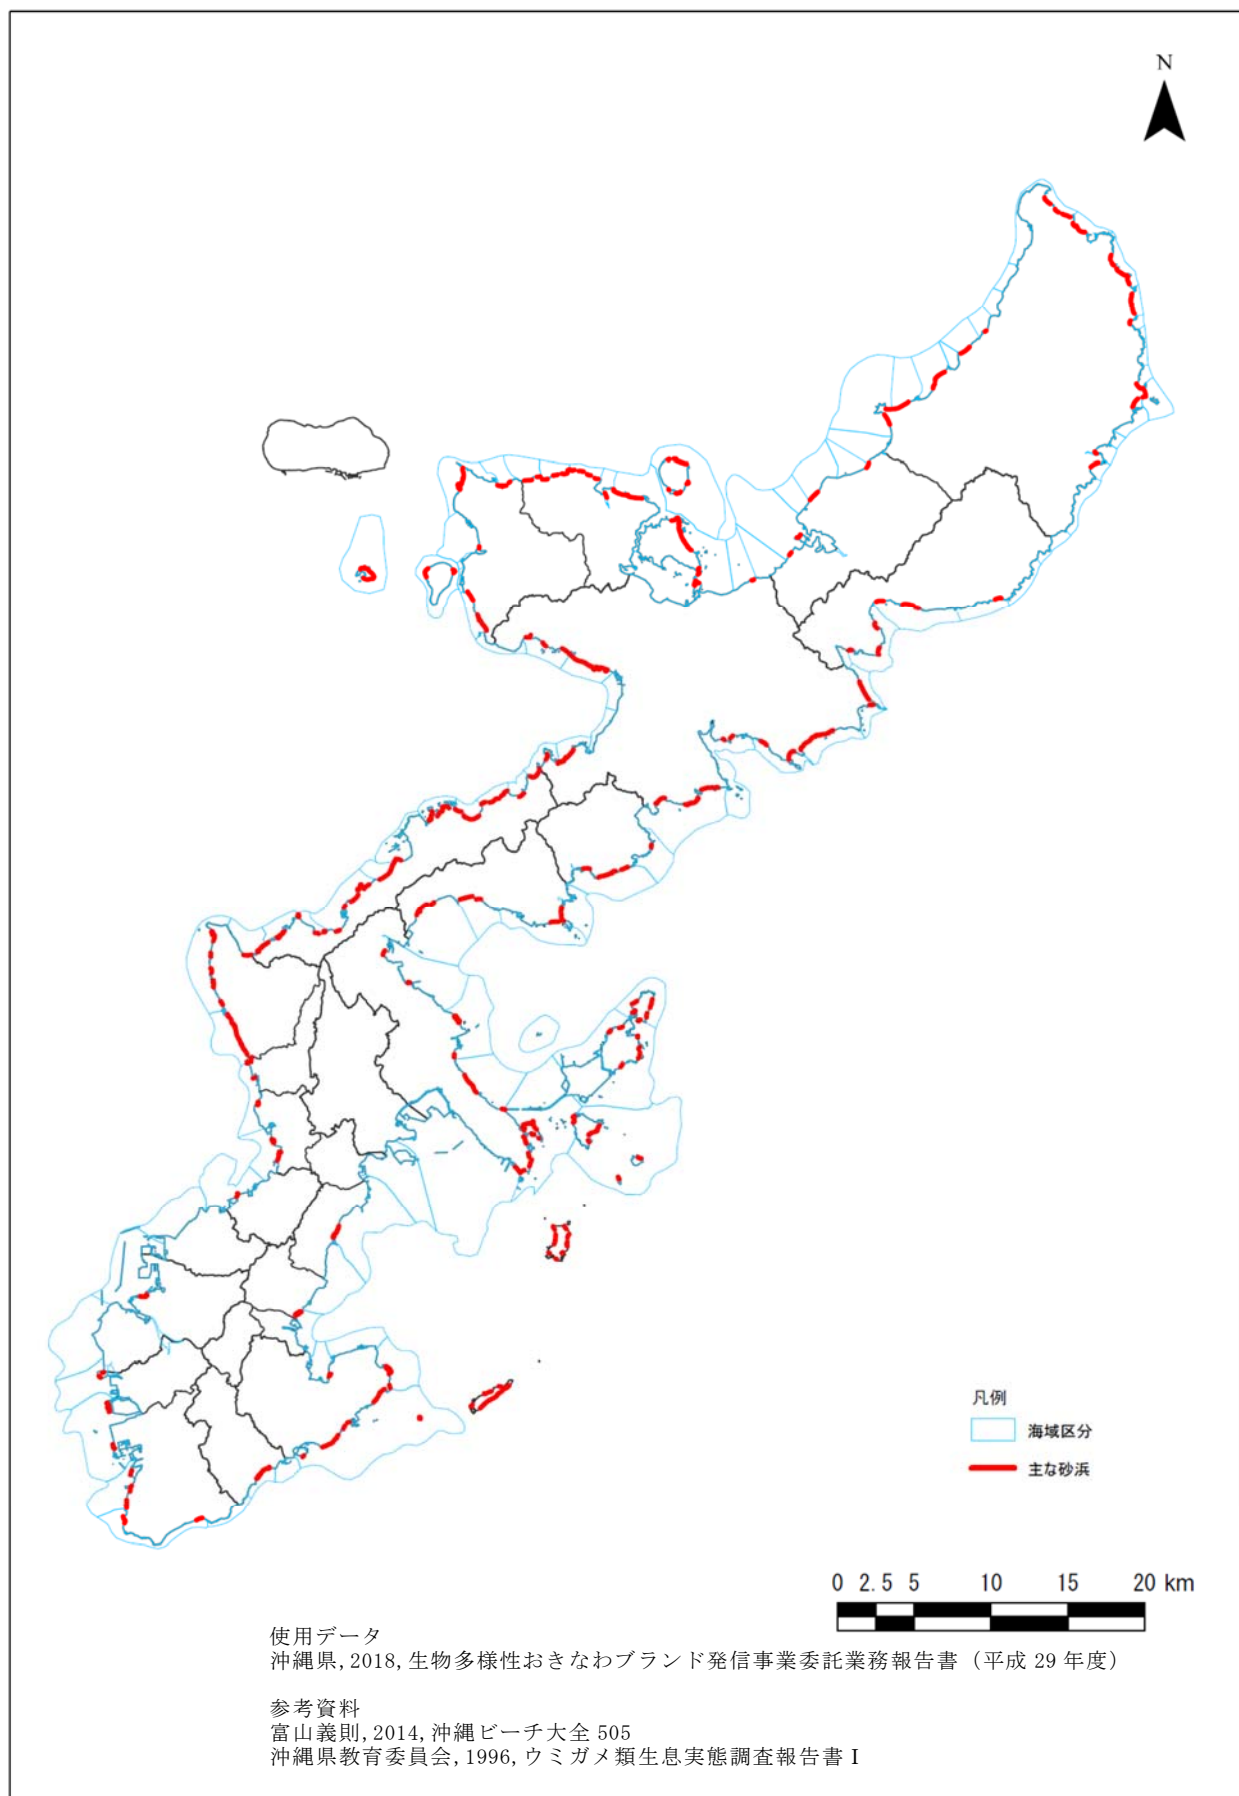 N
凡例
海域区分
主な砂浜
0 2.5 5 10 15 20 km
使用データ
沖縄県,2018,生物多様性おきなわブランド発信事業委託業務報告書（平成 29 年度）
参考資料
富山義則,2014,沖縄ビーチ大全 505
沖縄県教育委員会,1996,ウミガメ類生息実態調査報告書 I